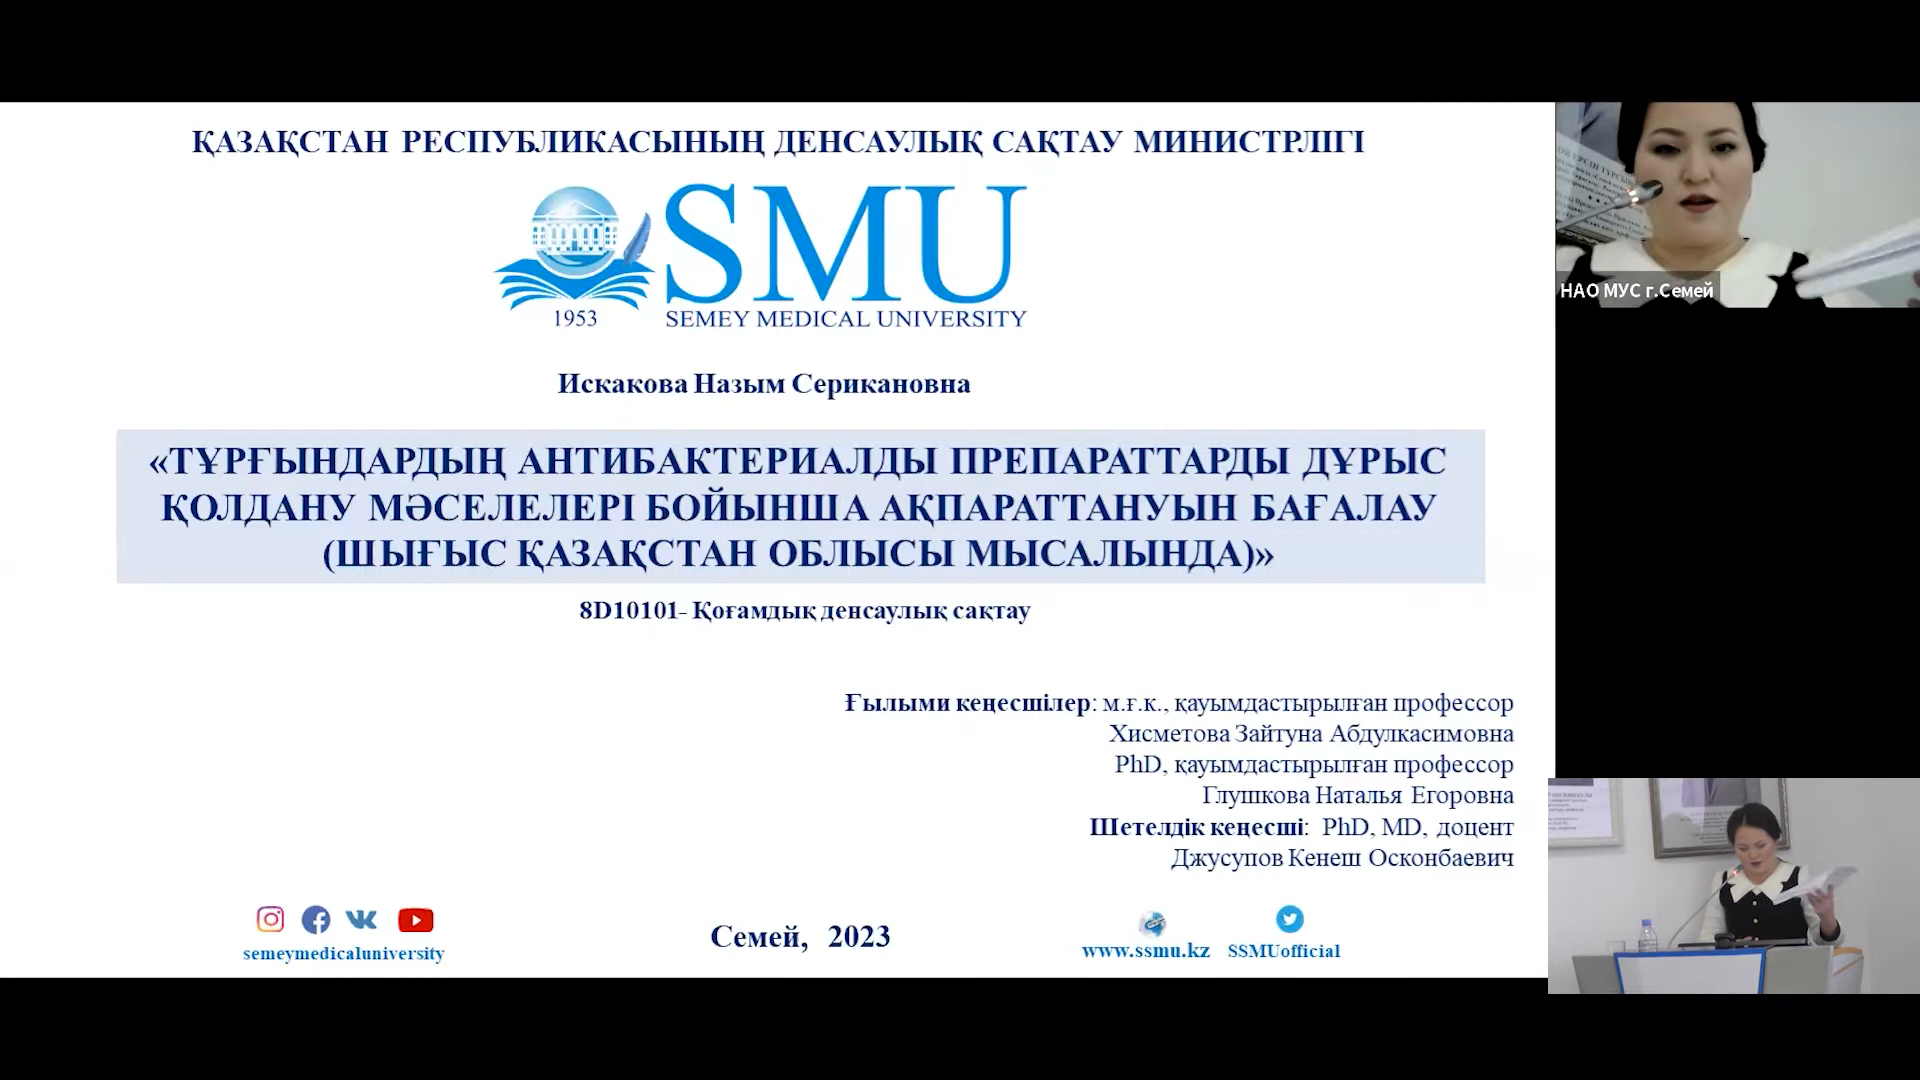 ҚАЗАҚСТАН РЕСПУБЛИКАСЫНЫҢ ДЕНСАУЛЫҚ САҚТАУ МИНИСТРЛІГІ
SMU
1953
SEMEY MEDICAL UNIVERSITY
Искакова Назым Серикановна
«ТҰРҒЫНДАРДЫҢ АНТИБАКТЕРИАЛДЫ ПРЕПАРАТТАРДЫ ДҰРЫС
ҚОЛДАНУ МӘСЕЛЕЛЕРІ БОЙЫНША АҚПАРАТТАНУЫН БАҒАЛАУ
(ШЫҒЫС ҚАЗАҚСТАН ОБЛЫСЫ МЫСАЛЫНДА)»
8D10101- Қоғамдық денсаулық сақтау
Ғылыми кеңесшілер: м.ғ.к., қауымдастырылған профессор
Хисметова Зайтуна Абдулкасимовна
PhD, қауымдастырылған профессор
Глушкова Наталья Егоровна
Шетелдік кеңесші: PhD, MD, доцент
Джусупов Кенеш Осконбаевич
semeymedicaluniversity
Семей, 2023
www.ssmu.kz
SSMUofficial
НАО МУС г.Семей